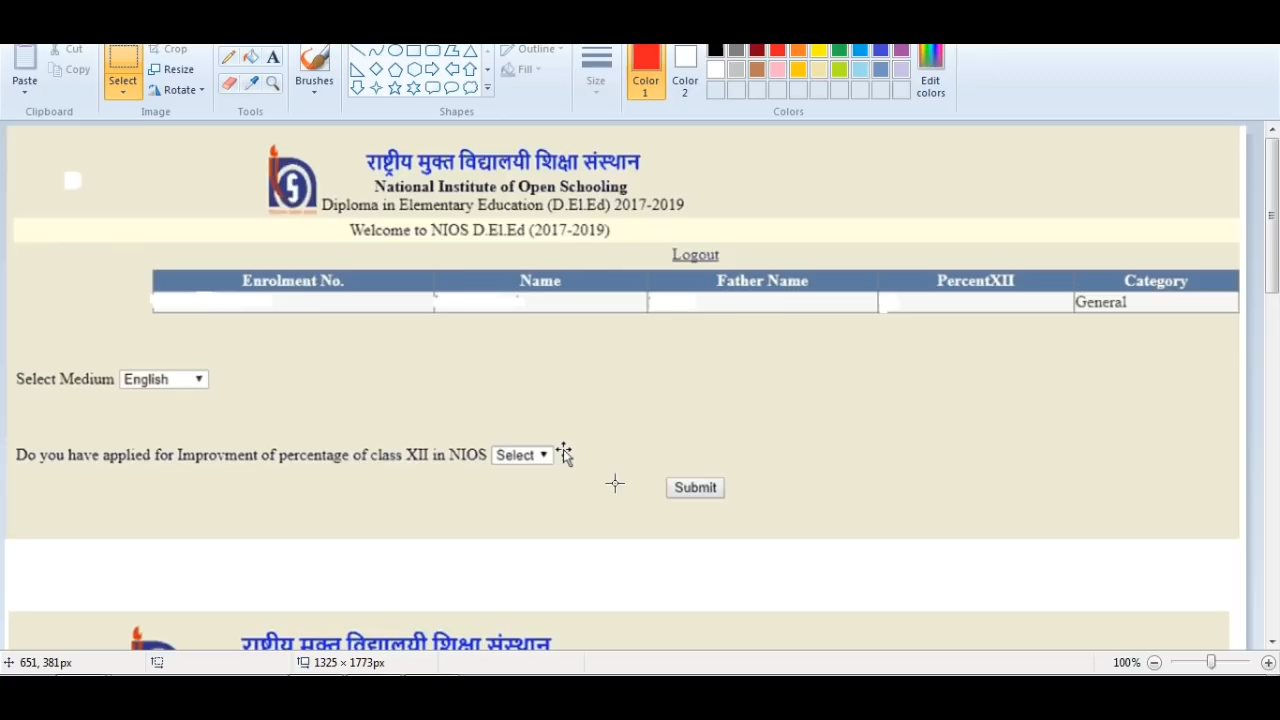 Cut
Crop
Outline
Copy
Resize
Fill
Paste
Select
Rotate
Brushes
Size
Color
1
Color
2
Edit
colors
Clipboard
Image
Tools
Shapes
Colors
राष्ट्रीय मुक्त विद्यालयी शिक्षा संस्थान
National Institute of Open Schooling
Diploma in Elementary Education (D.El.Ed) 2017-2019
Welcome to NIOS D.El.Ed (2017-2019)
Logout
Enrolment No. Name Father Name PercentXII Category
General
Select Medium English
Do you have applied for Improvment of percentage of class XII in NIOS Select
Submit
राष्ट्रीय मुक्त विद्यालयी शिक्षा संस्थान
651, 381px 1325 × 1773px 100%